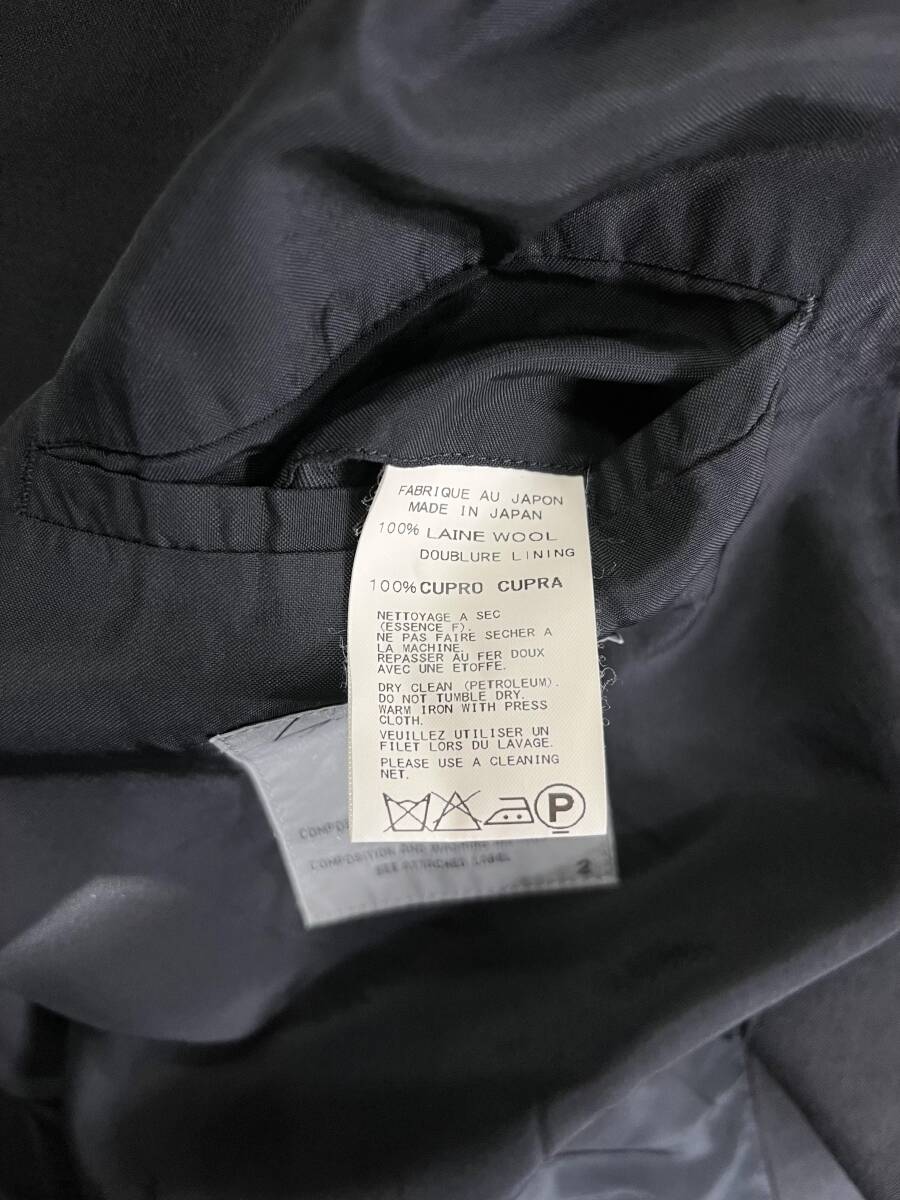 FABRIQUE AU JAPON
MADE IN JAPAN
100% LAINE WOOL
DOUBLURE LINING
100% CUPRO CUPRA
NETTOYAGE A SEC
(ESSENCE F).
NE PAS FAIRE SECHER A
LA MACHINE.
REPASSER AU FER DOUX
AVEC UNE ETOFFE.
DRY CLEAN (PETROLEUM).
DO NOT TUMBLE DRY.
WARM IRON WITH PRESS
CLOTH.
VEUILLEZ UTILISER UN
FILET LORS DU LAVAGE.
PLEASE USE A CLEANING
NET.
P
COMPOSITION AND
SEE ATTACHED LABEL
2